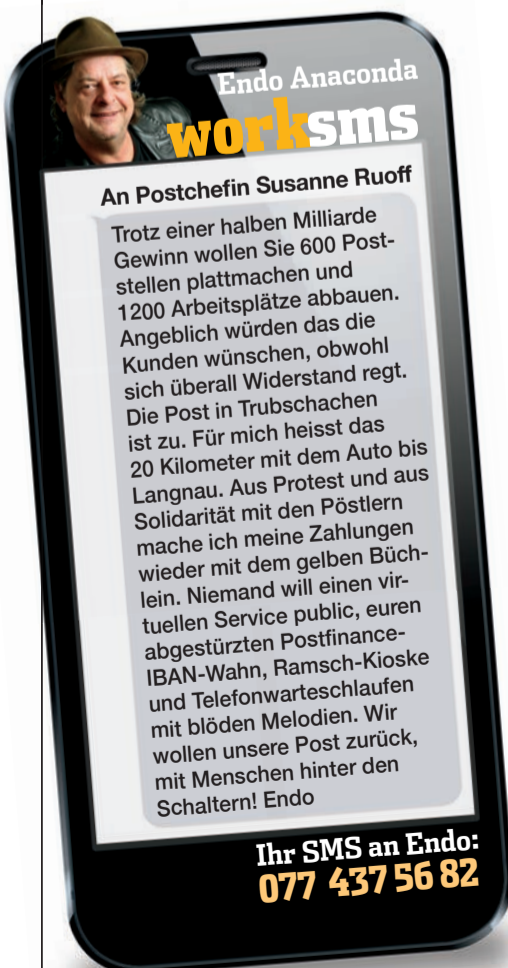 Endo Anaconda
worksms
An Postchefin Susanne Ruoff
Trotz einer halben Milliarde
Gewinn wollen Sie 600 Post-
stellen plattmachen und
1200 Arbeitsplätze abbauen.
Angeblich würden das die
Kunden wünschen, obwohl
sich überall Widerstand regt.
Die Post in Trubschachen
ist zu. Für mich heisst das
20 Kilometer mit dem Auto bis
Langnau. Aus Protest und aus
Solidarität mit den Pöstlern
mache ich meine Zahlungen
wieder mit dem gelben Büch-
lein. Niemand will einen vir-
tuellen Service public, euren
abgestürzten Postfinance-
IBAN-Wahn, Ramsch-Kioske
und Telefonwarteschlaufen
mit blöden Melodien. Wir
wollen unsere Post zurück,
mit Menschen hinter den
Schaltern! Endo
Ihr SMS an Endo:
077 437 56 82